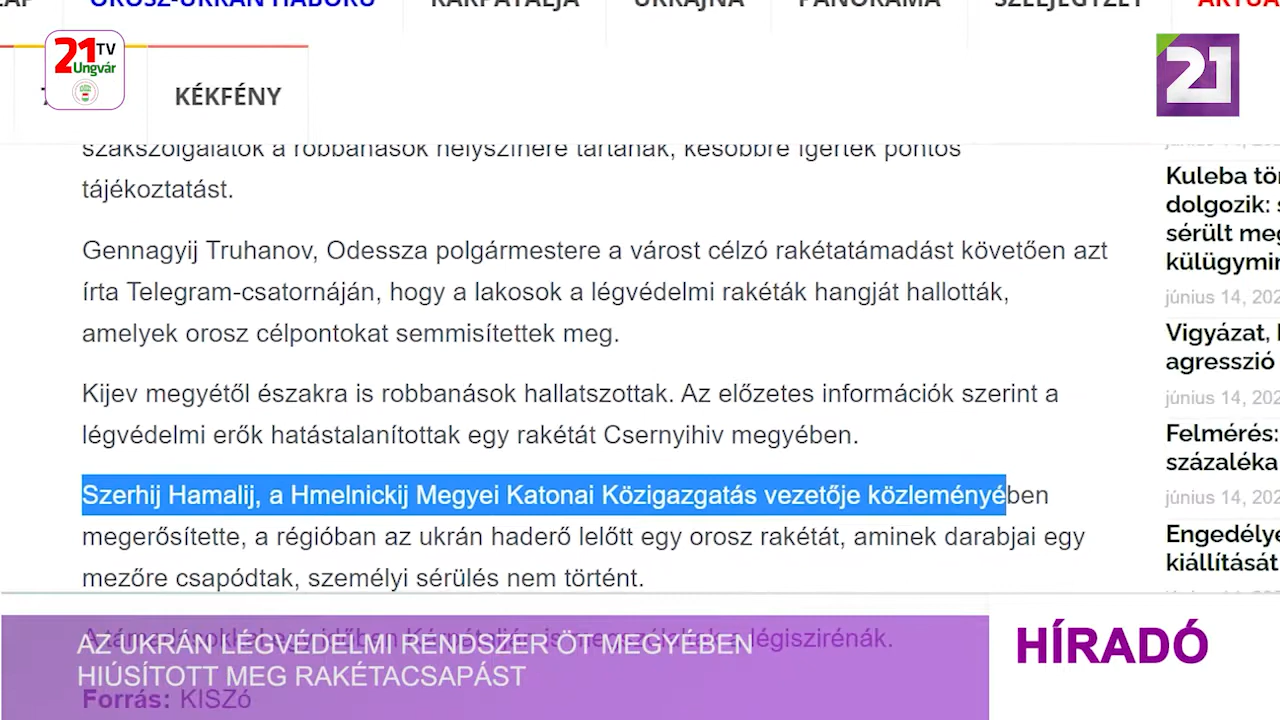 OROSZ-UKRÁN HÁBORÚ
KÁRPÁTALJA
UKRAJNA
PANORÁMA
SZÉLJEGYZET
21 TV
Ungvár
KÉKFÉNY
21
szakszolgálatok a robbanások helyszínére tartanak, későbbre ígértek pontos
tájékoztatást.
Gennagyij Truhanov, Odessza polgármestere a várost célzó rakétatámadást követően azt
írta Telegram-csatornáján, hogy a lakosok a légvédelmi rakéták hangját hallották,
amelyek orosz célpontokat semmisítettek meg.
Kijev megyétől északra is robbanások hallatszottak. Az előzetes információk szerint a
légvédelmi erők hatástalanítottak egy rakétát Csernyihiv megyében.
Szerhij Hamalij, a Hmelnickij Megyei Katonai Közigazgatás vezetője közleményében
megerősítette, a régióban az ukrán haderő lelőtt egy orosz rakétát, aminek darabjai egy
mezőre csapódtak, személyi sérülés nem történt.
légiszirénák.
Forrás: KISZó
Kuleba
dolgozik:
sérült
június 14,
Vigyázat,
agresszió
június 14,
Felmérés:
százaléka
június 14,
kiállítását
AZ UKRÁN LÉGVÉDELMI RENDSZER ÖT MEGYÉBEN
HIÚSÍTOTT MEG RAKÉTACSAPÁST
HÍRADÓ